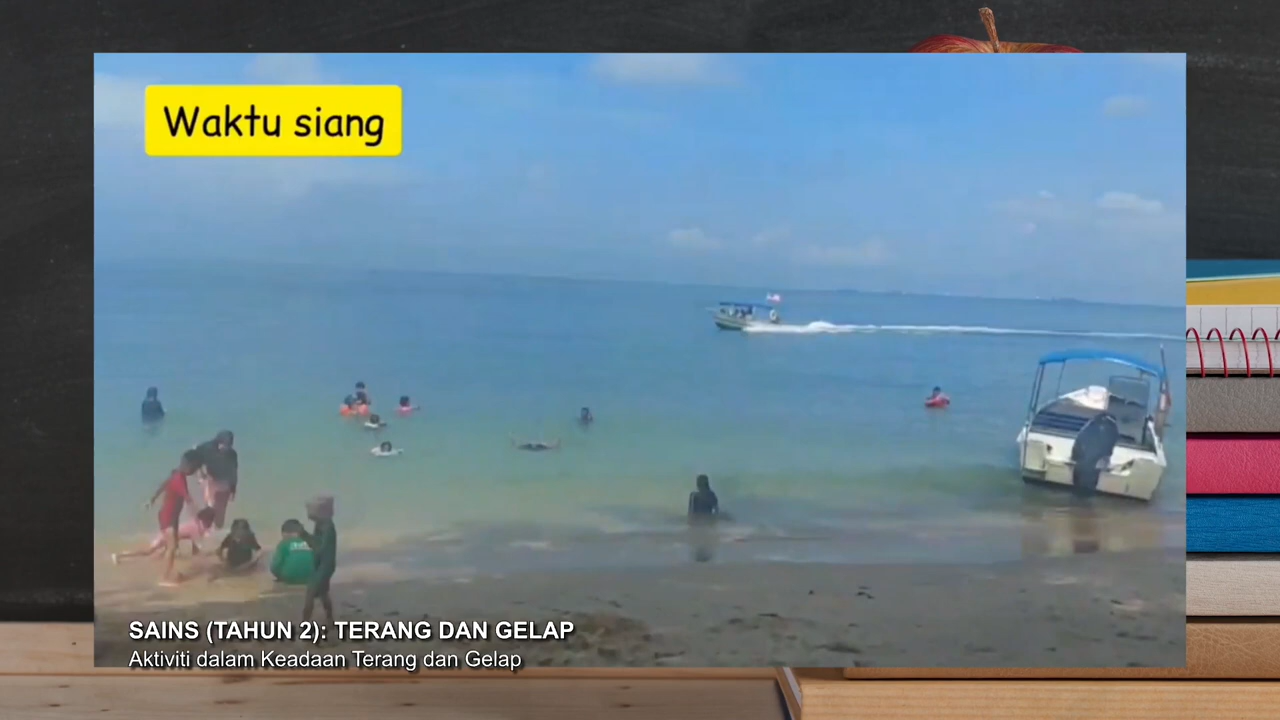 Waktu siang
SAINS (TAHUN 2): TERANG DAN GELAP
Aktiviti dalam Keadaan Terang dan Gelap